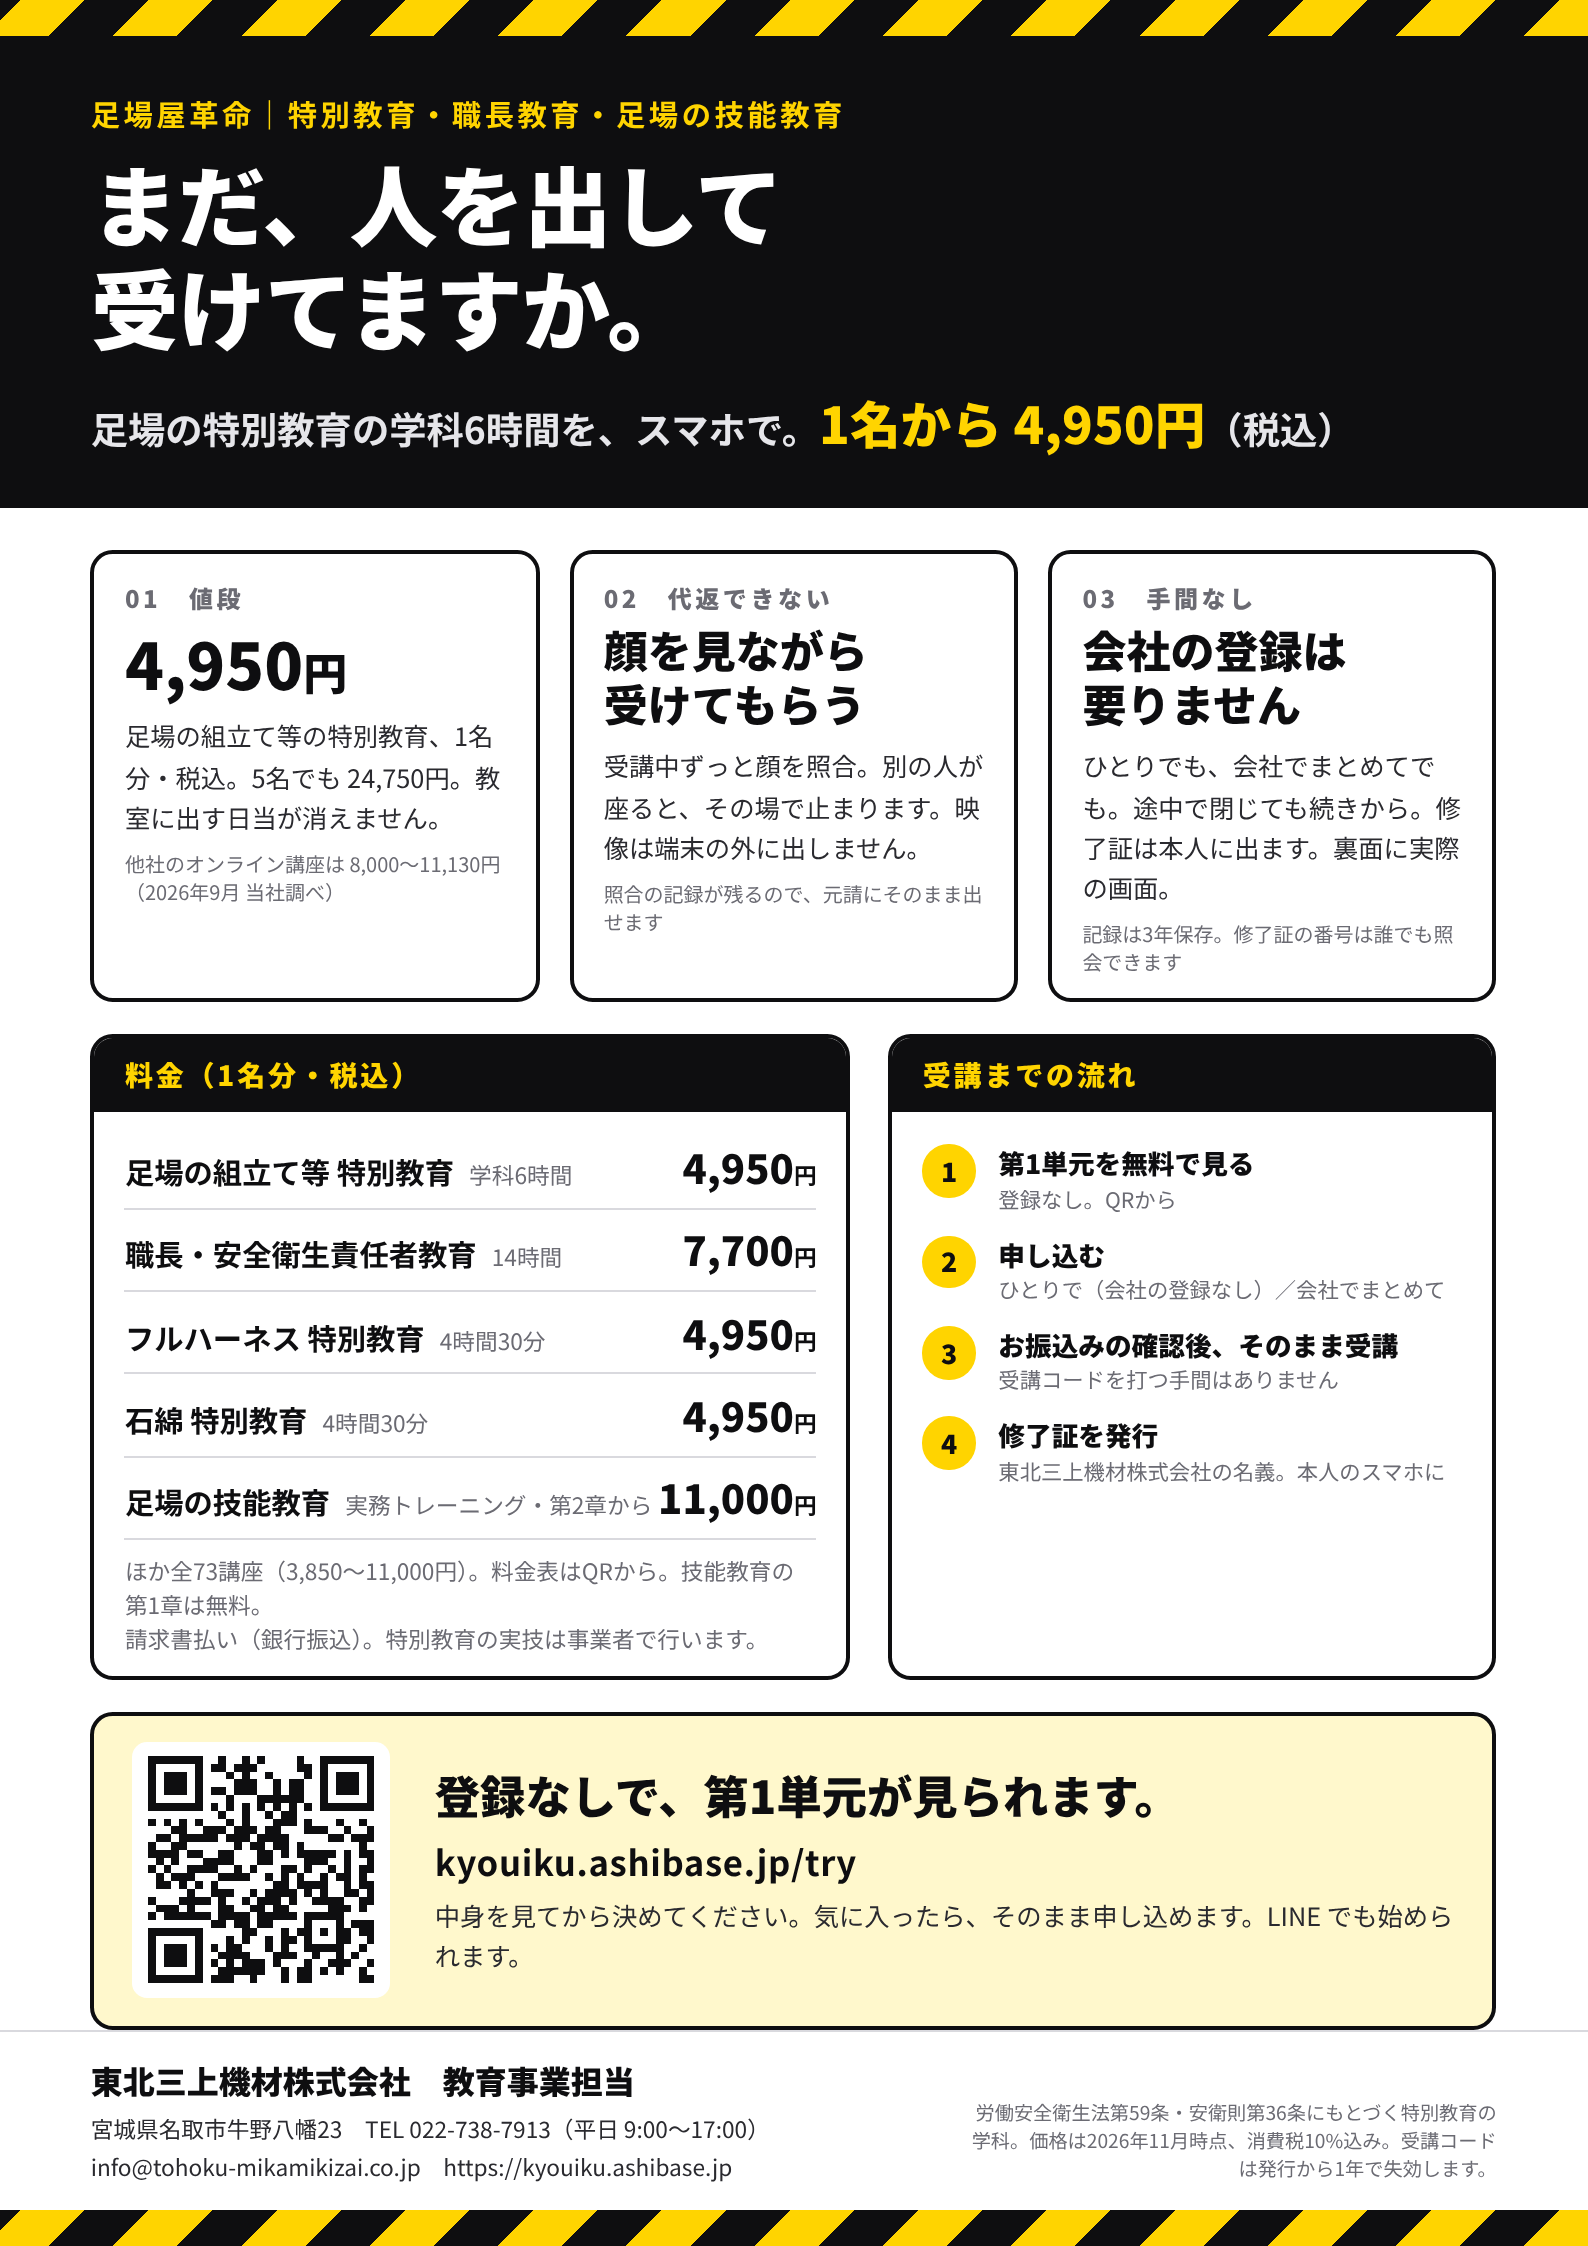 足場屋革命｜特別教育・職長教育・足場の技能教育
まだ、人を出して
受けてますか。
足場の特別教育の学科6時間を、スマホで。1名から 4,950円（税込）
01　値段
4,950円
足場の組立て等の特別教育、1名
分・税込。5名でも 24,750円。教
室に出す日当が消えません。
他社のオンライン講座は 8,000〜11,130円
（2026年9月 当社調べ）
02　代返できない
顔を見ながら
受けてもらう
受講中ずっと顔を照合。別の人が
座ると、その場で止まります。映
像は端末の外に出しません。
照合の記録が残るので、元請にそのまま出
せます
03　手間なし
会社の登録は
要りません
ひとりでも、会社でまとめてで
も。途中で閉じても続きから。修
了証は本人に出ます。裏面に実際
の画面。
記録は3年保存。修了証の番号は誰でも照
会できます
料金（1名分・税込）
足場の組立て等 特別教育 学科6時間 4,950円
職長・安全衛生責任者教育 14時間 7,700円
フルハーネス 特別教育 4時間30分 4,950円
石綿 特別教育 4時間30分 4,950円
足場の技能教育 実務トレーニング・第2章から 11,000円
ほか全73講座（3,850〜11,000円）。料金表はQRから。技能教育の
第1章は無料。
請求書払い（銀行振込）。特別教育の実技は事業者で行います。
受講までの流れ
1 第1単元を無料で見る
登録なし。QRから
2 申し込む
ひとりで（会社の登録なし）／会社でまとめて
3 お振込みの確認後、そのまま受講
受講コードを打つ手間はありません
4 修了証を発行
東北三上機材株式会社の名義。本人のスマホに
登録なしで、第1単元が見られます。
kyouiku.ashibase.jp/try
中身を見てから決めてください。気に入ったら、そのまま申し込めます。LINE でも始めら
れます。
東北三上機材株式会社　教育事業担当
宮城県名取市牛野八幡23　TEL 022-738-7913（平日 9:00〜17:00）
info@tohoku-mikamikizai.co.jp　https://kyouiku.ashibase.jp
労働安全衛生法第59条・安衛則第36条にもとづく特別教育の
学科。価格は2026年11月時点、消費税10%込み。受講コード
は発行から1年で失効します。